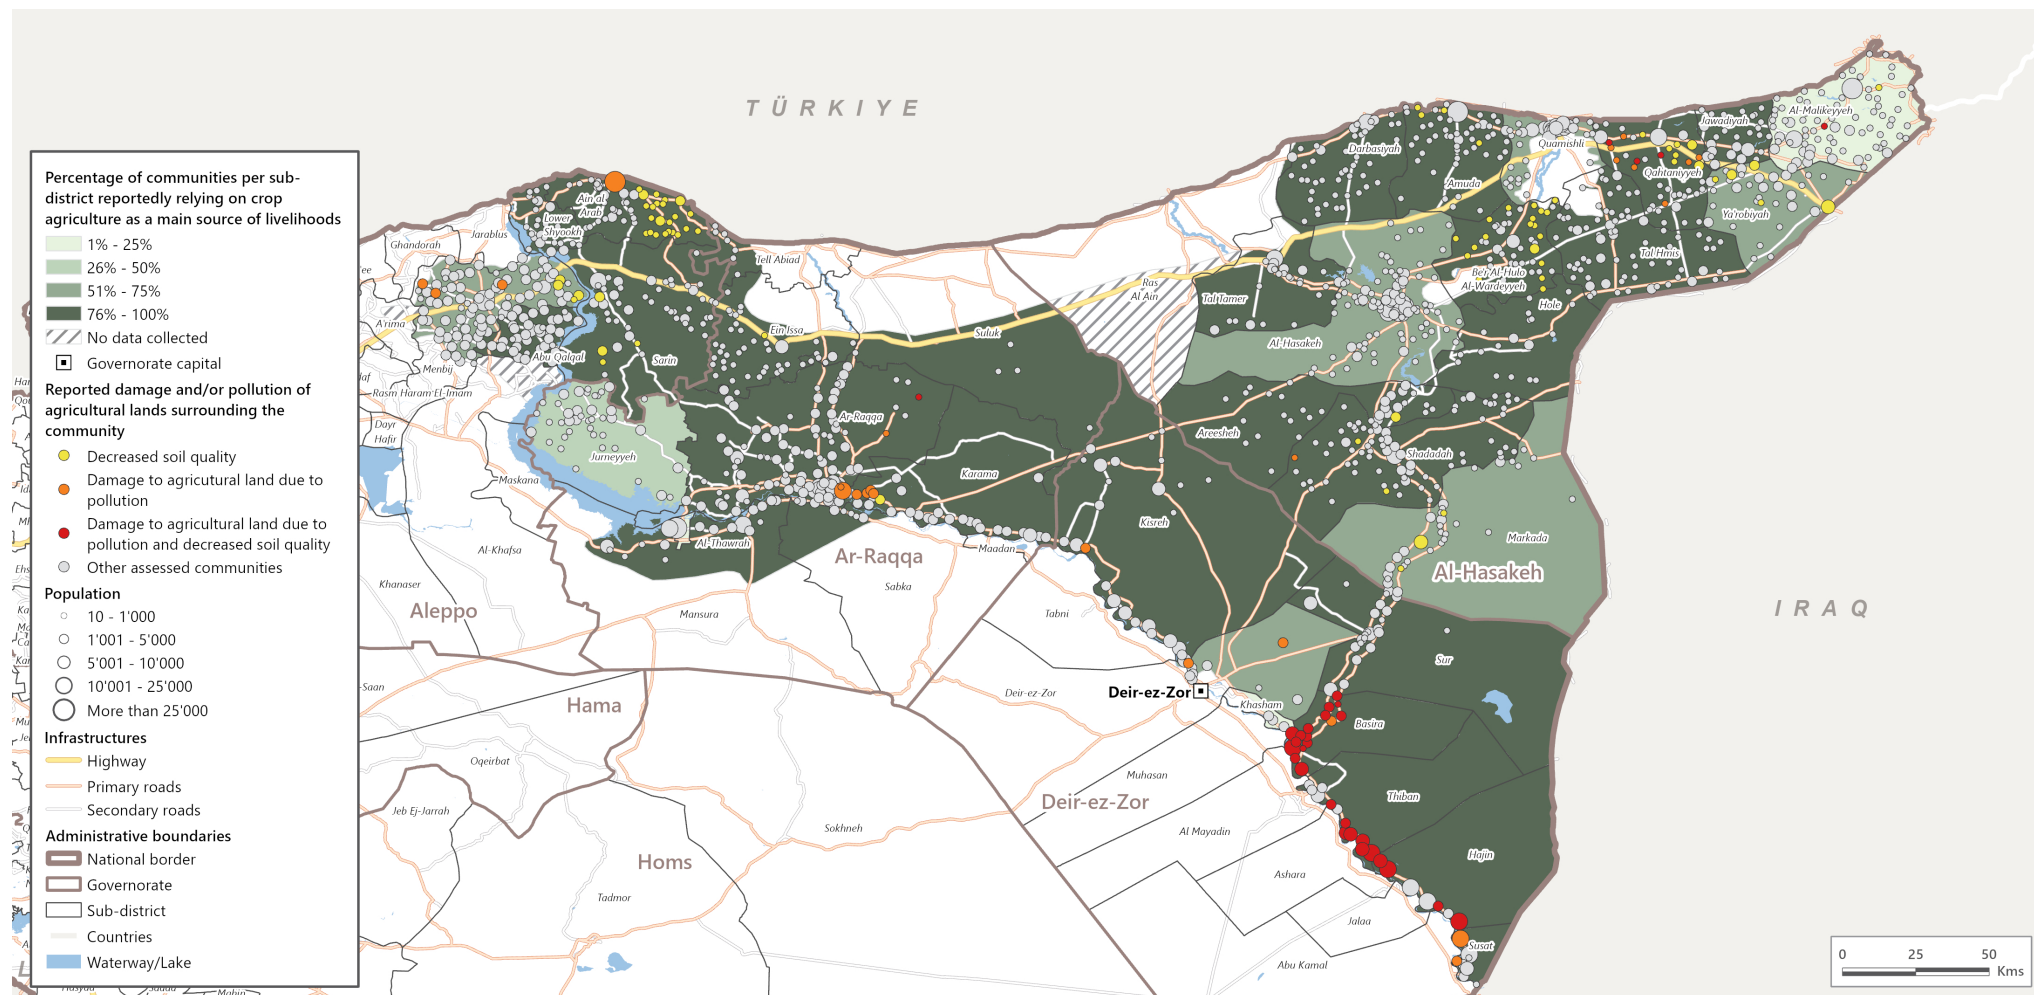 TÜRKIYE
IRAQ
Percentage of communities per sub-
district reportedly relying on crop
agriculture as a main source of livelihoods
1% - 25%
26% - 50%
51% - 75%
76% - 100%
No data collected
Governorate capital
Reported damage and/or pollution of
agricultural lands surrounding the
community
Decreased soil quality
Damage to agricutural land due to
pollution
Damage to agricultural land due to
pollution and decreased soil quality
Other assessed communities
Population
10 - 1'000
1'001 - 5'000
5'001 - 10'000
10'001 - 25'000
More than 25'000
Infrastructures
Highway
Primary roads
Secondary roads
Administrative boundaries
National border
Governorate
Sub-district
Countries
Waterway/Lake
Ghandorah
Jarablus
Lower
Shyookh
Ain al
Arab
Tell Abiad
A'rima
Menbij
Abu Qalqal
Sarin
Ein Issa
Suluk
Ras
Al Ain
Tal Tamer
Darbasiyah
Amuda
Quamishli
Qahtaniyyeh
Jawadiyah
Al-Malikeyyeh
Ya'robiyah
Tal Hmis
Be'r Al-Hulo
Al-Wardeyyeh
Hole
Al-Hasakeh
Areesheh
Shadadah
Markada
Al-Hasakeh
Rasm Haram El-Imam
Dayr
Hafir
Maskana
Jurneyyeh
Ar-Raqqa
Karama
Kisreh
Al-Khafsa
Al-Thawrah
Maadan
Ar-Raqqa
Sabka
Khanaser
Aleppo
Mansura
Tabni
Sur
Deir-ez-Zor
Deir-ez-Zor
Khasham
Basira
-Saan
Hama
Oqeirbat
Muhasan
Thiban
Deir-ez-Zor
Jeb Ej-Jarrah
Sokhneh
Al Mayadin
Hajin
Homs
Ashara
Tadmor
Jalaa
Susat
Abu Kamal
0 25 50
Kms